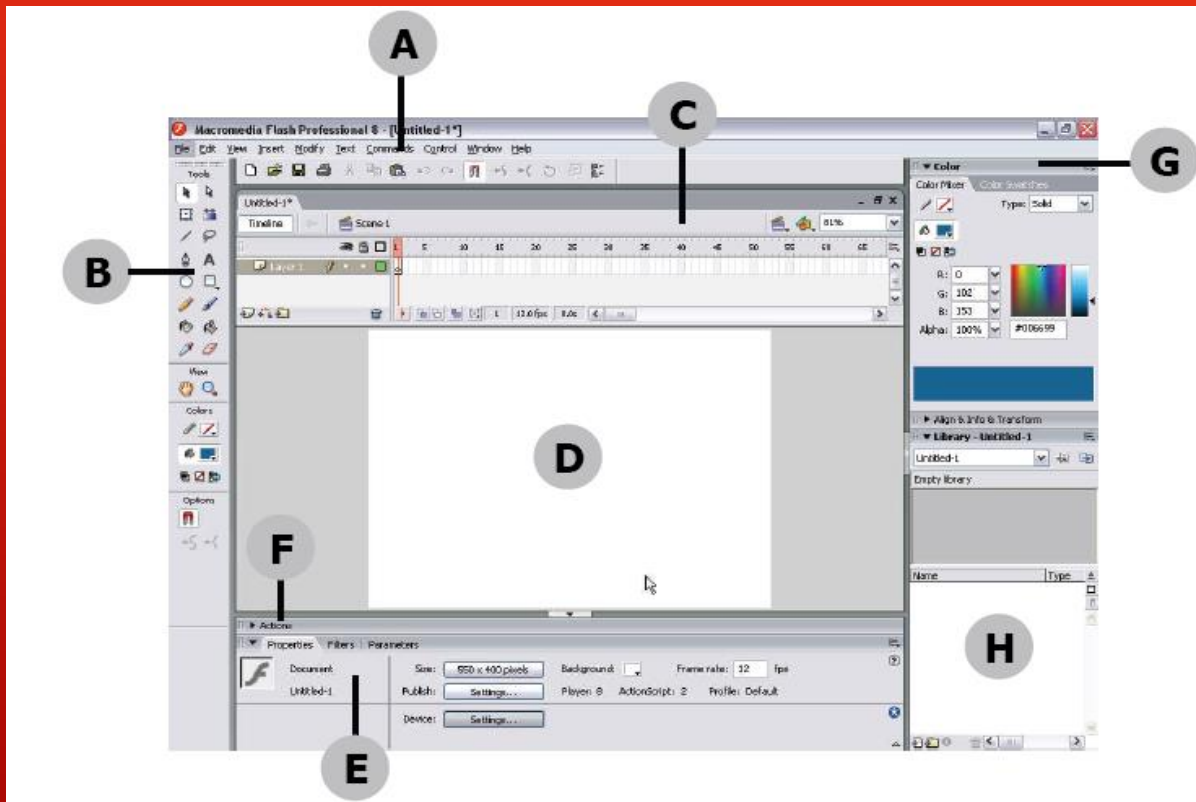 A
C
Macromedia Flash Professional 8 - [Untitled-1*]
G
File Edit View Insert Modify Text Commands Control Window Help
Tools
Color
Untitled-1*
Color Mixer Color Swatches
Timeline Scene 1 81%
Type: Solid
1 5 10 15 20 25 30 35 40 45 50 55 60 65
B
Layer 1
R: 0
G: 102
B: 153
1 12.0 fps 0.0s
Alpha: 100% #006699
View
Colors
Align & Info & Transform
Library - Untitled-1
D
Untitled-1
Empty library
Options
F
Name Type
Actions
Properties Filters Parameters
H
Document Size: 550 x 400 pixels Background: Frame rate: 12 fps
Untitled-1 Publish: Settings... Player: 8 ActionScript: 2 Profile: Default
Device: Settings...
E